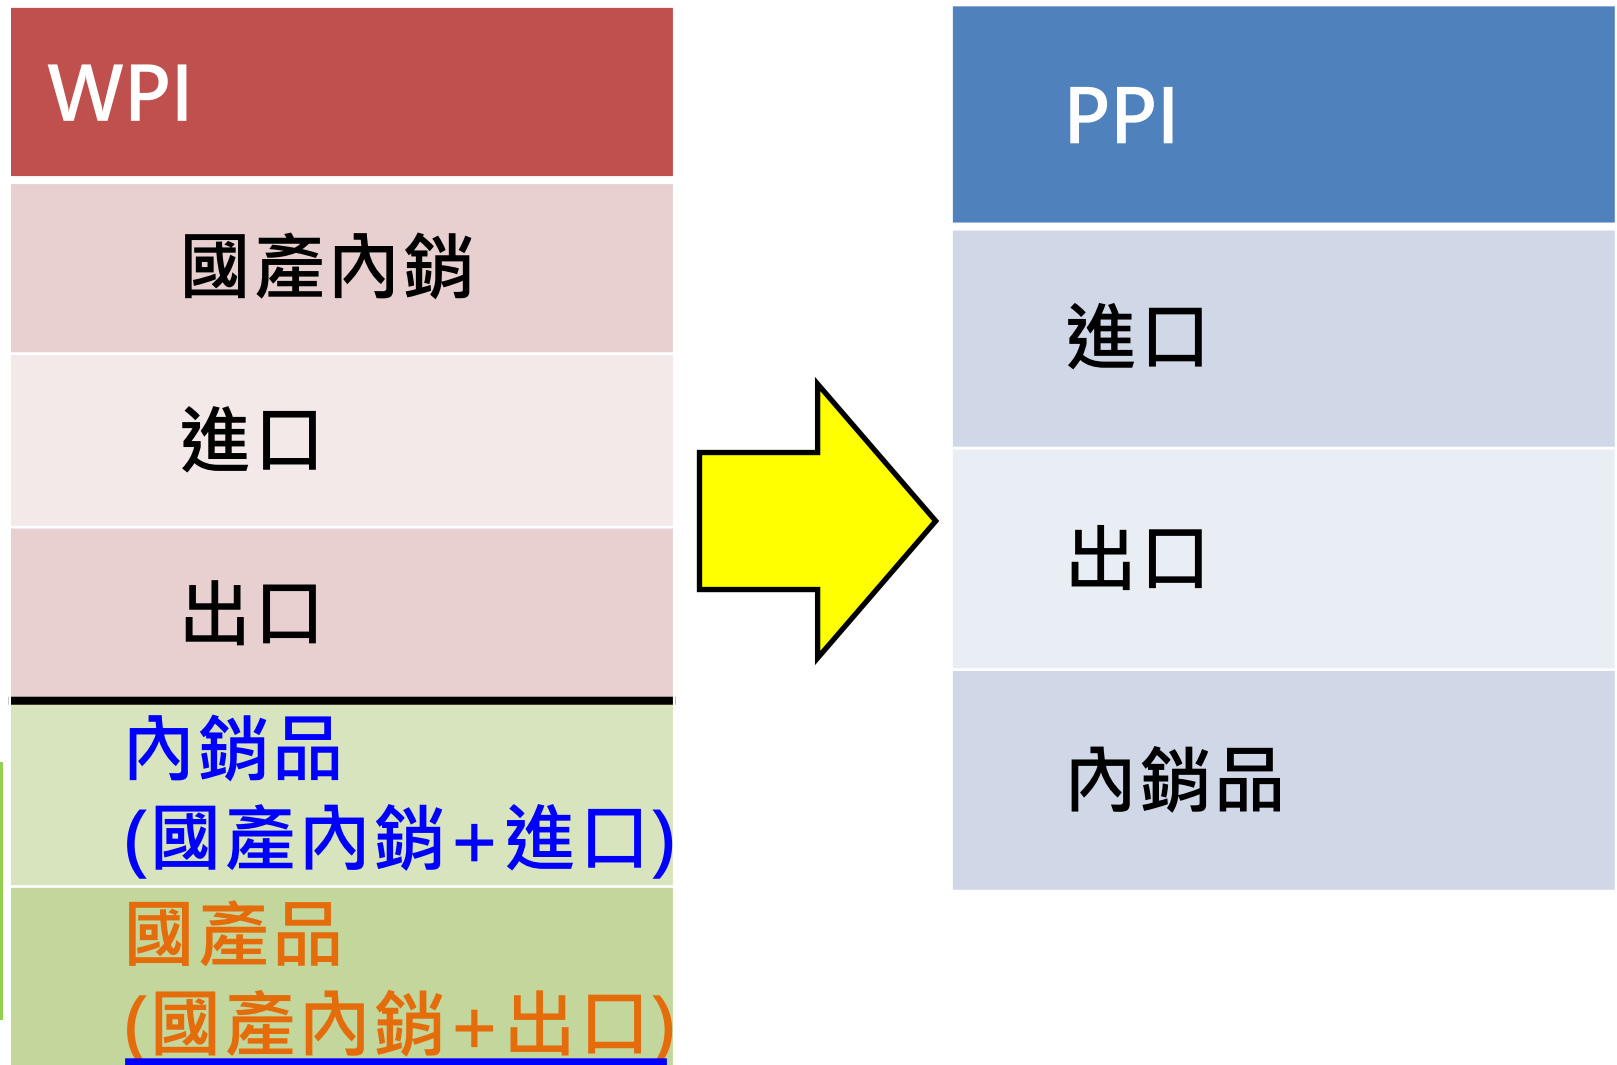 WPI
國產內銷
進口
出口
內銷品
(國產內銷+進口)
國產品
(國產內銷+出口)
PPI
進口
出口
內銷品